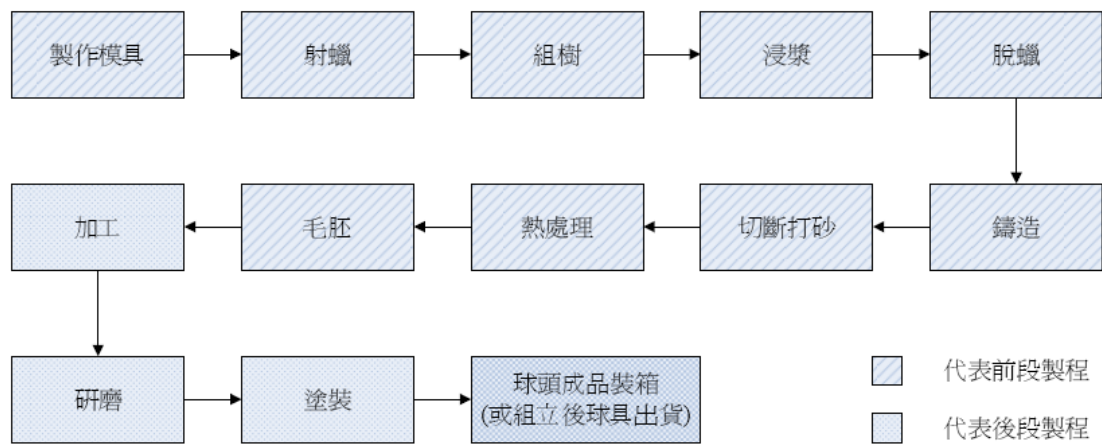 製作模具
射蠟
組樹
浸漿
脫蠟
鑄造
切斷打砂
熱處理
毛胚
加工
研磨
塗裝
球頭成品裝箱
(或組立後球具出貨)
代表前段製程
代表後段製程